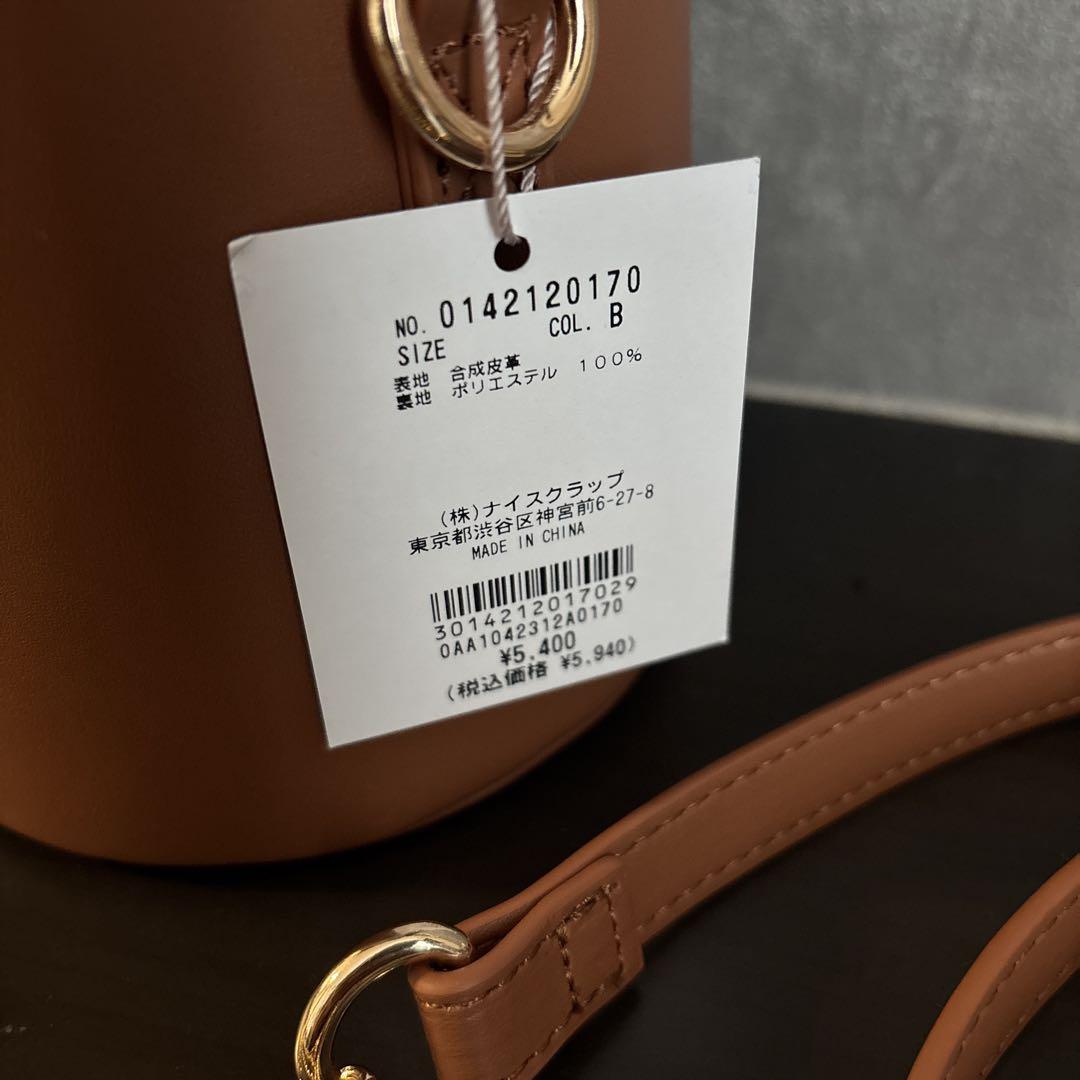 NO. 0142120170
SIZE COL. B
表地 合成皮革
裏地 ポリエステル 100%
(株)ナイスクラップ
東京都渋谷区神宮前6-27-8
MADE IN CHINA
3014212017029
0AA1042312A0170
¥5,400
(税込価格 ¥5,940)